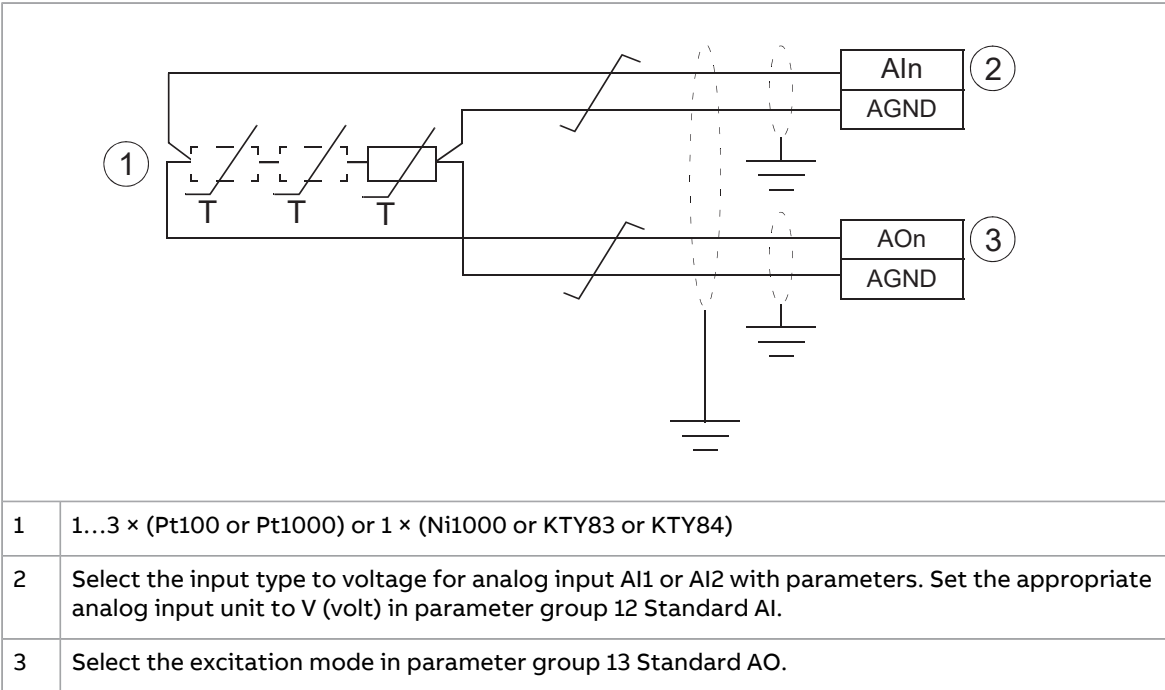 AIn
2
AGND
1
T T T
AOn
3
AGND
1 1…3 × (Pt100 or Pt1000) or 1 × (Ni1000 or KTY83 or KTY84)
2 Select the input type to voltage for analog input AI1 or AI2 with parameters. Set the appropriate
analog input unit to V (volt) in parameter group 12 Standard AI.
3 Select the excitation mode in parameter group 13 Standard AO.